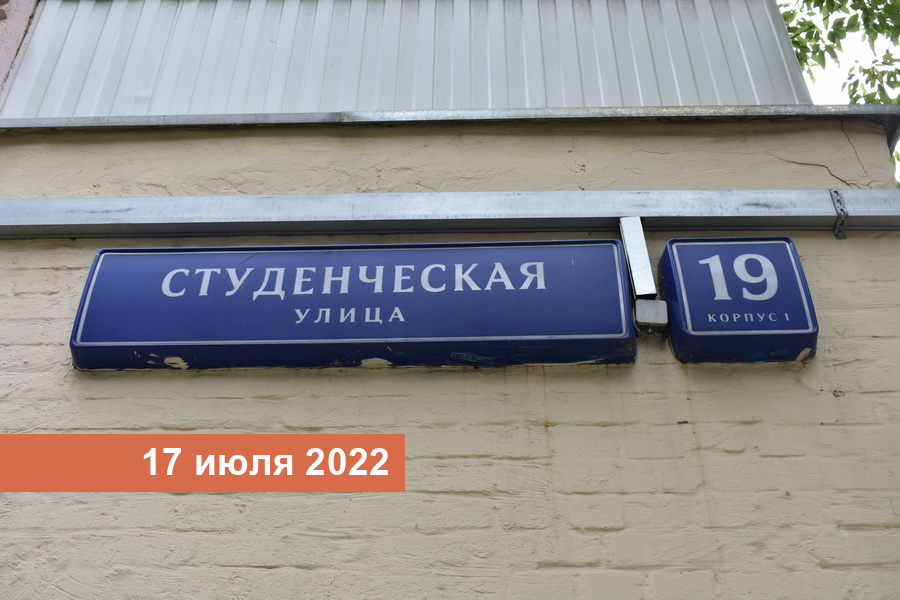 СТУДЕНЧЕСКАЯ
УЛИЦА
19
КОРПУС 1
17 июля 2022